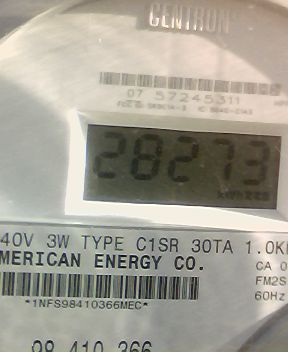 CENTRON
07 57245311
28273
40V 3W TYPE C1SR 30TA 1.0K
MERICAN ENERGY CO.
CA 0
FM2S
*1NFS98410366MEC*
60Hz
98 410 366